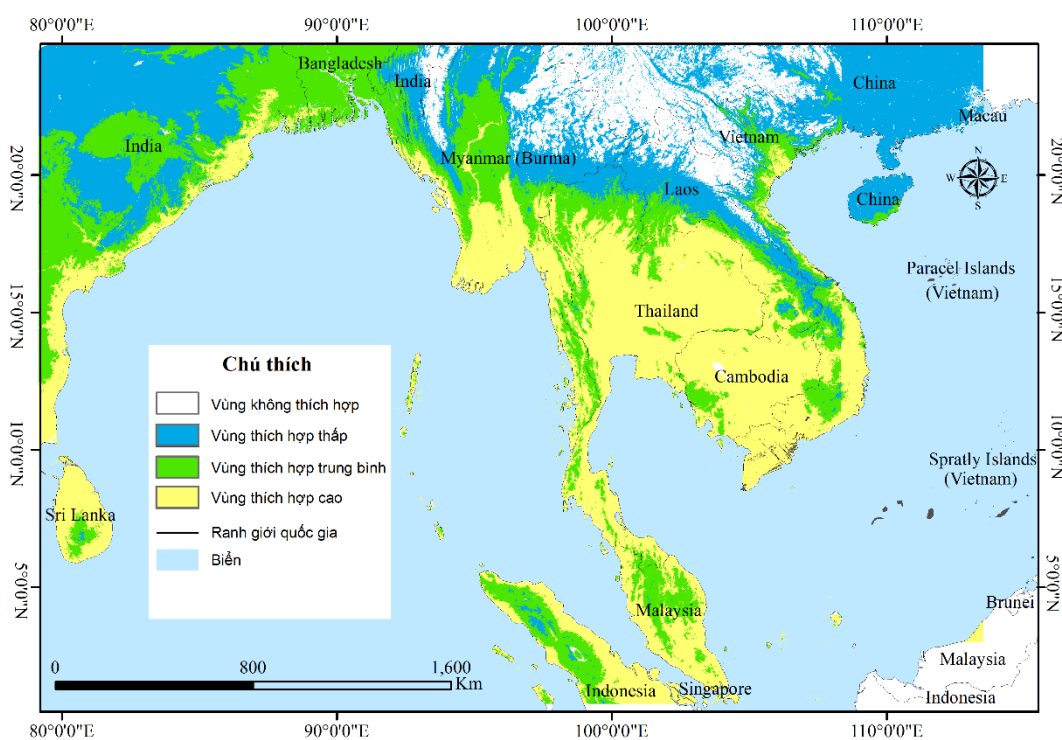 80°0'0"E
90°0'0"E
100°0'0"E
110°0'0"E
Bangladesh
India
China
Macau
India
Vietnam
Myanmar (Burma)
Laos
China
N
W
E
S
20°0'0"N
20°0'0"N
Paracel Islands
(Vietnam)
15°0'0"N
15°0'0"N
Thailand
Cambodia
Chú thích
Vùng không thích hợp
Vùng thích hợp thấp
Vùng thích hợp trung bình
Vùng thích hợp cao
Ranh giới quốc gia
Biển
10°0'0"N
10°0'0"N
Spratly Islands
(Vietnam)
Sri Lanka
5°0'0"N
5°0'0"N
Malaysia
Brunei
Malaysia
Indonesia
Indonesia
Singapore
0
800
1,600
Km
80°0'0"E
90°0'0"E
100°0'0"E
110°0'0"E